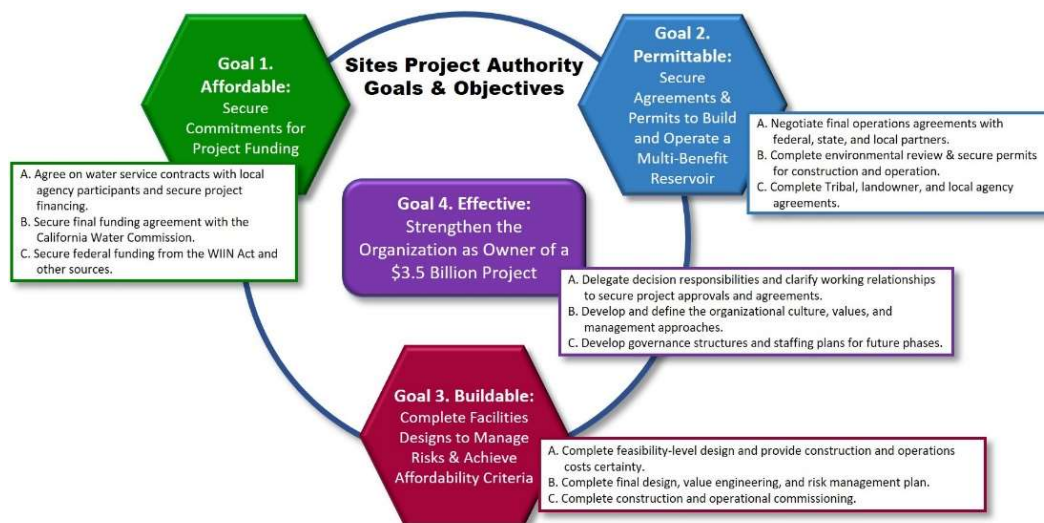 Sites Project Authority
Goals & Objectives
Goal 1.
Affordable:
Secure
Commitments for
Project Funding
A. Agree on water service contracts with local
agency participants and secure project
financing.
B. Secure final funding agreement with the
California Water Commission.
C. Secure federal funding from the WIIN Act and
other sources.
Goal 2.
Permittable:
Secure
Agreements &
Permits to Build
and Operate a
Multi-Benefit
Reservoir
A. Negotiate final operations agreements with
federal, state, and local partners.
B. Complete environmental review & secure permits
for construction and operation.
C. Complete Tribal, landowner, and local agency
agreements.
Goal 4. Effective:
Strengthen the
Organization as Owner of a
$3.5 Billion Project
A. Delegate decision responsibilities and clarify working relationships
to secure project approvals and agreements.
B. Develop and define the organizational culture, values, and
management approaches.
C. Develop governance structures and staffing plans for future phases.
Goal 3. Buildable:
Complete Facilities
Designs to Manage
Risks & Achieve
Affordability Criteria
A. Complete feasibility-level design and provide construction and operations
costs certainty.
B. Complete final design, value engineering, and risk management plan.
C. Complete construction and operational commissioning.